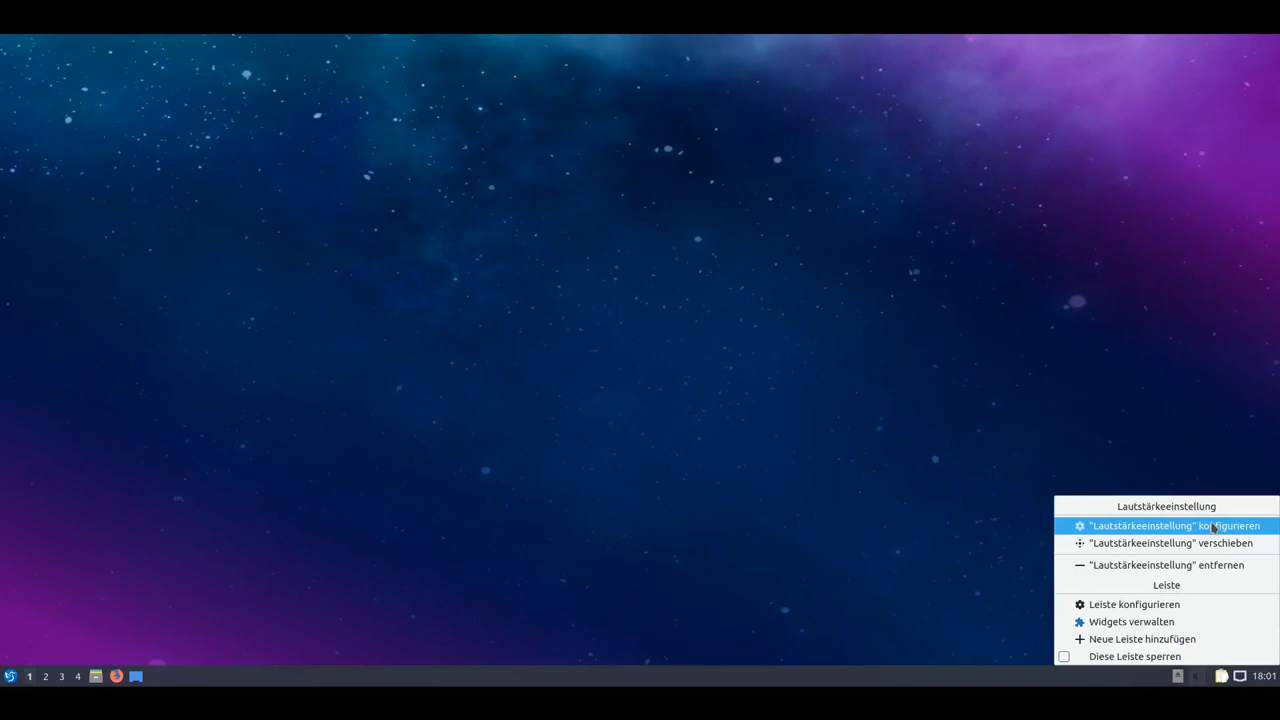 Lautstärkeeinstellung
"Lautstärkeeinstellung" konfigurieren
"Lautstärkeeinstellung" verschieben
"Lautstärkeeinstellung" entfernen
Leiste
Leiste konfigurieren
Widgets verwalten
Neue Leiste hinzufügen
Diese Leiste sperren
1 2 3 4 18:01